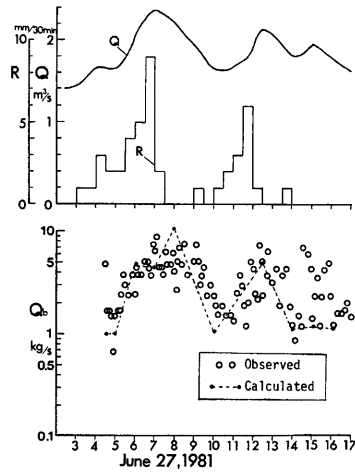 mm/30min
R Q
m³/s
10 2
5 1
0 0
Q
R
Qb
kg/s
10
5
1
0.5
0.1
Observed
Calculated
3 4 5 6 7 8 9 10 11 12 13 14 15 16 17
June 27, 1981